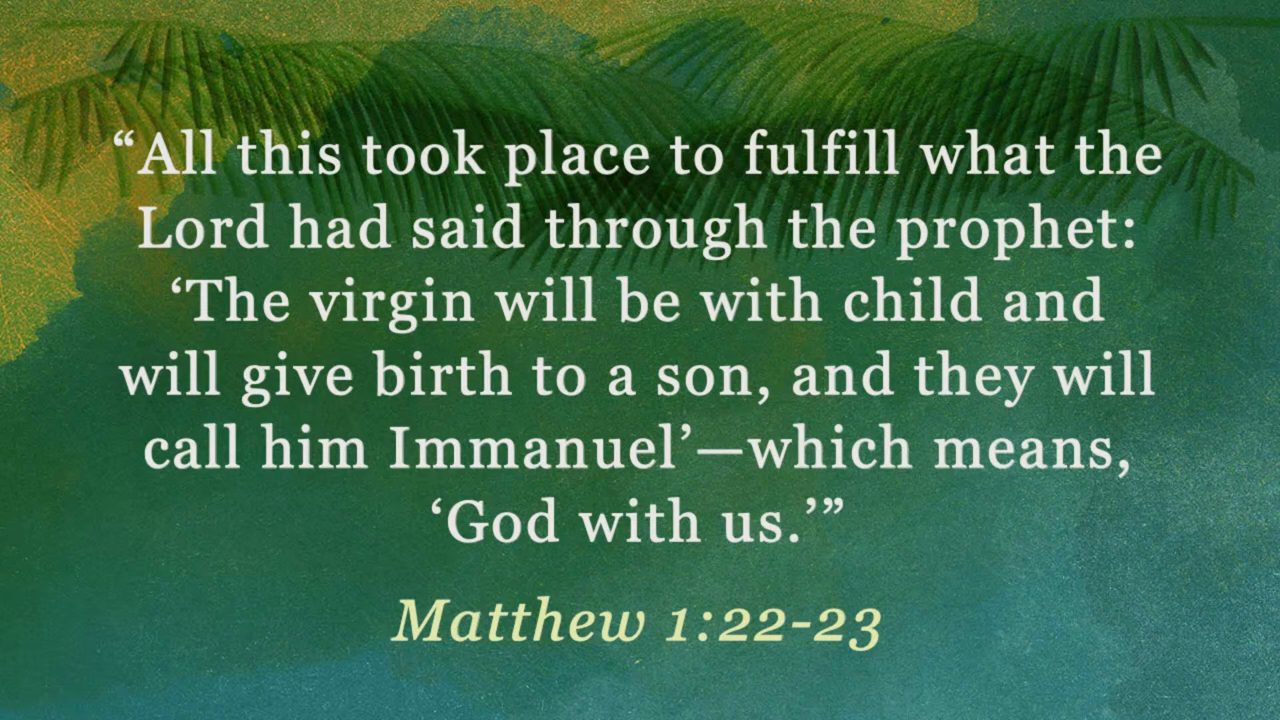 “All this took place to fulfill what the
Lord had said through the prophet:
‘The virgin will be with child and
will give birth to a son, and they will
call him Immanuel’—which means,
‘God with us.’”
Matthew 1:22-23